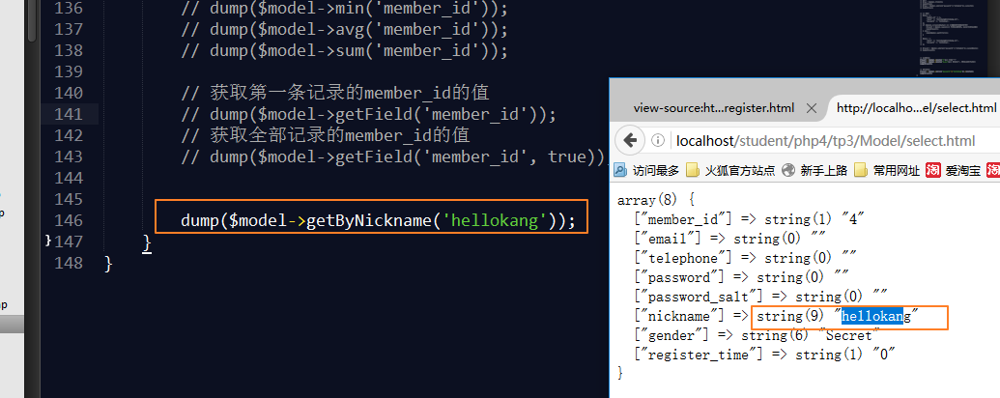 136 // dump($model->min('member_id'));
137 // dump($model->avg('member_id'));
138 // dump($model->sum('member_id'));
139
140 // 获取第一条记录的member_id的值
141 // dump($model->getField('member_id'));
142 // 获取全部记录的member_id的值
143 // dump($model->getField('member_id', true))
144
145
146 dump($model->getByNickname('hellokang'));
147 }
148 }
view-source:ht...register.html
http://localho...el/select.html
localhost/student/php4/tp3/Model/select.html
访问最多 火狐官方站点 新手上路 常用网址 淘 爱淘宝 淘
array(8) {
["member_id"] => string(1) "4"
["email"] => string(0) ""
["telephone"] => string(0) ""
["password"] => string(0) ""
["password_salt"] => string(0) ""
["nickname"] => string(9) "hellokang"
["gender"] => string(6) "Secret"
["register_time"] => string(1) "0"
}